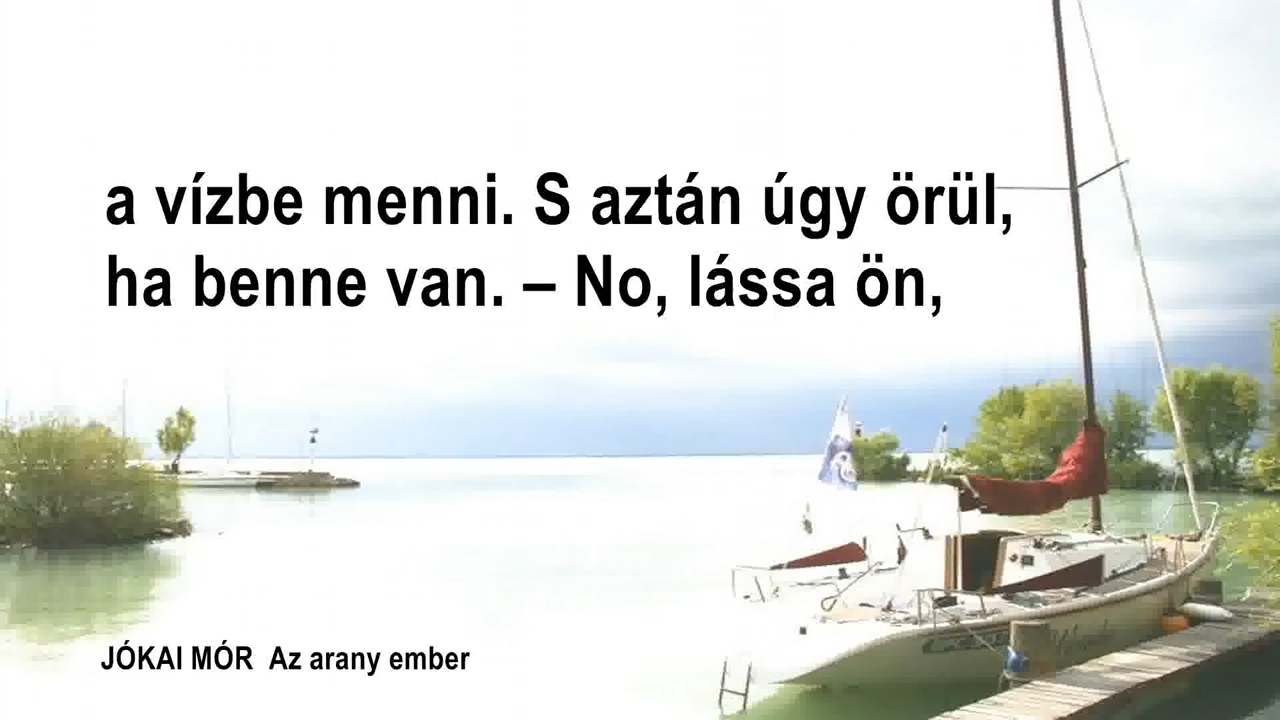 a vízbe menni. S aztán úgy örül,
ha benne van. – No, lássa ön,
JÓKAI MÓR Az arany ember